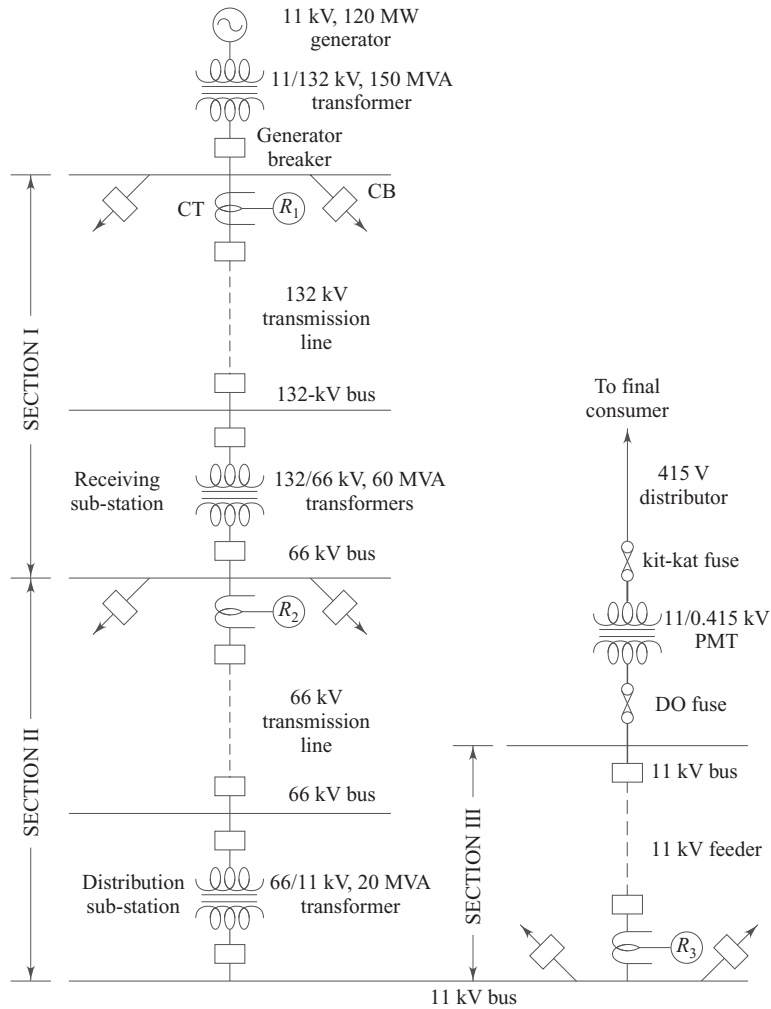 11 kV, 120 MW
generator
11/132 kV, 150 MVA
transformer
Generator
breaker
CB
CT
R1
132 kV
transmission
line
SECTION I
132-kV bus
Receiving
sub-station
132/66 kV, 60 MVA
transformers
66 kV bus
R2
66 kV
transmission
line
SECTION II
66 kV bus
Distribution
sub-station
66/11 kV, 20 MVA
transformer
11 kV bus
To final
consumer
415 V
distributor
kit-kat fuse
11/0.415 kV
PMT
DO fuse
11 kV bus
SECTION III
11 kV feeder
R3